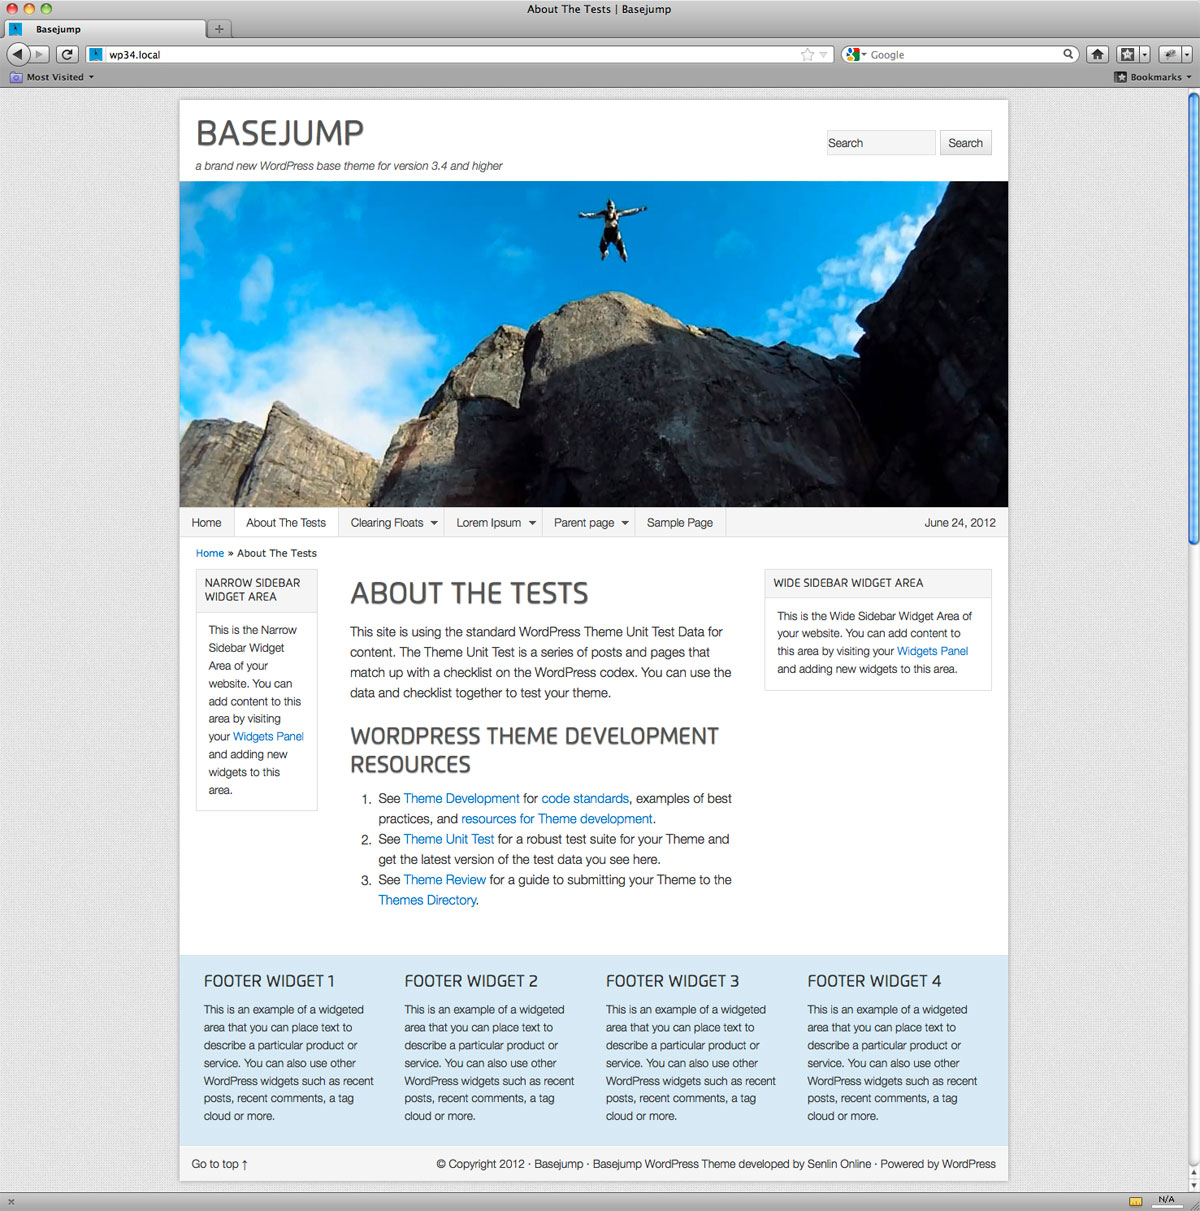 About The Tests | Basejump
Basejump
wp34.local
Google
Most Visited
Bookmarks
BASEJUMP
a brand new WordPress base theme for version 3.4 and higher
Search Search
Home About The Tests Clearing Floats Lorem Ipsum Parent page Sample Page June 24, 2012
Home » About The Tests
NARROW SIDEBAR
WIDGET AREA
This is the Narrow
Sidebar Widget
Area of your
website. You can
add content to this
area by visiting
your Widgets Panel
and adding new
widgets to this
area.
ABOUT THE TESTS
This site is using the standard WordPress Theme Unit Test Data for
content. The Theme Unit Test is a series of posts and pages that
match up with a checklist on the WordPress codex. You can use the
data and checklist together to test your theme.
WORDPRESS THEME DEVELOPMENT
RESOURCES
1. See Theme Development for code standards, examples of best
practices, and resources for Theme development.
2. See Theme Unit Test for a robust test suite for your Theme and
get the latest version of the test data you see here.
3. See Theme Review for a guide to submitting your Theme to the
Themes Directory.
WIDE SIDEBAR WIDGET AREA
This is the Wide Sidebar Widget Area of
your website. You can add content to
this area by visiting your Widgets Panel
and adding new widgets to this area.
FOOTER WIDGET 1
This is an example of a widgeted
area that you can place text to
describe a particular product or
service. You can also use other
WordPress widgets such as recent
posts, recent comments, a tag
cloud or more.
FOOTER WIDGET 2
This is an example of a widgeted
area that you can place text to
describe a particular product or
service. You can also use other
WordPress widgets such as recent
posts, recent comments, a tag
cloud or more.
FOOTER WIDGET 3
This is an example of a widgeted
area that you can place text to
describe a particular product or
service. You can also use other
WordPress widgets such as recent
posts, recent comments, a tag
cloud or more.
FOOTER WIDGET 4
This is an example of a widgeted
area that you can place text to
describe a particular product or
service. You can also use other
WordPress widgets such as recent
posts, recent comments, a tag
cloud or more.
Go to top ↑ © Copyright 2012 · Basejump · Basejump WordPress Theme developed by Senlin Online · Powered by WordPress
N/A